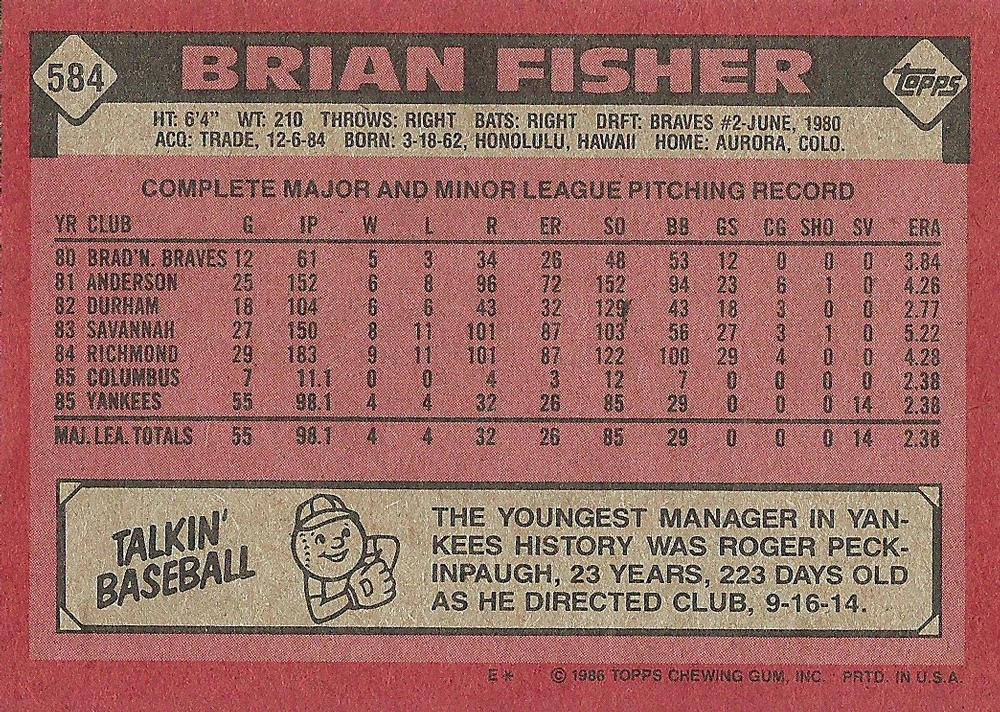 584 BRIAN FISHER Topps
HT: 6'4" WT: 210 THROWS: RIGHT BATS: RIGHT DRFT: BRAVES #2-JUNE, 1980
ACQ: TRADE, 12-6-84 BORN: 3-18-62, HONOLULU, HAWAII HOME: AURORA, COLO.
COMPLETE MAJOR AND MINOR LEAGUE PITCHING RECORD
YR CLUB G IP W L R ER SO BB GS CG SHO SV ERA
80 BRAD'N. BRAVES 12 61 5 3 34 26 48 53 12 0 0 0 3.84
81 ANDERSON 25 152 6 8 96 72 152 94 23 6 1 0 4.26
82 DURHAM 18 104 6 6 43 32 129 43 18 3 0 0 2.77
83 SAVANNAH 27 150 8 11 101 87 103 56 27 3 1 0 5.22
84 RICHMOND 29 183 9 11 101 87 122 100 29 4 0 0 4.28
85 COLUMBUS 7 11.1 0 0 4 3 12 7 0 0 0 0 2.38
85 YANKEES 55 98.1 4 4 32 26 85 29 0 0 0 14 2.38
MAJ. LEA. TOTALS 55 98.1 4 4 32 26 85 29 0 0 0 14 2.38
TALKIN'
BASEBALL
THE YOUNGEST MANAGER IN YAN-
KEES HISTORY WAS ROGER PECK-
INPAUGH, 23 YEARS, 223 DAYS OLD
AS HE DIRECTED CLUB, 9-16-14.
E* © 1986 TOPPS CHEWING GUM, INC. PRTD. IN U.S.A.